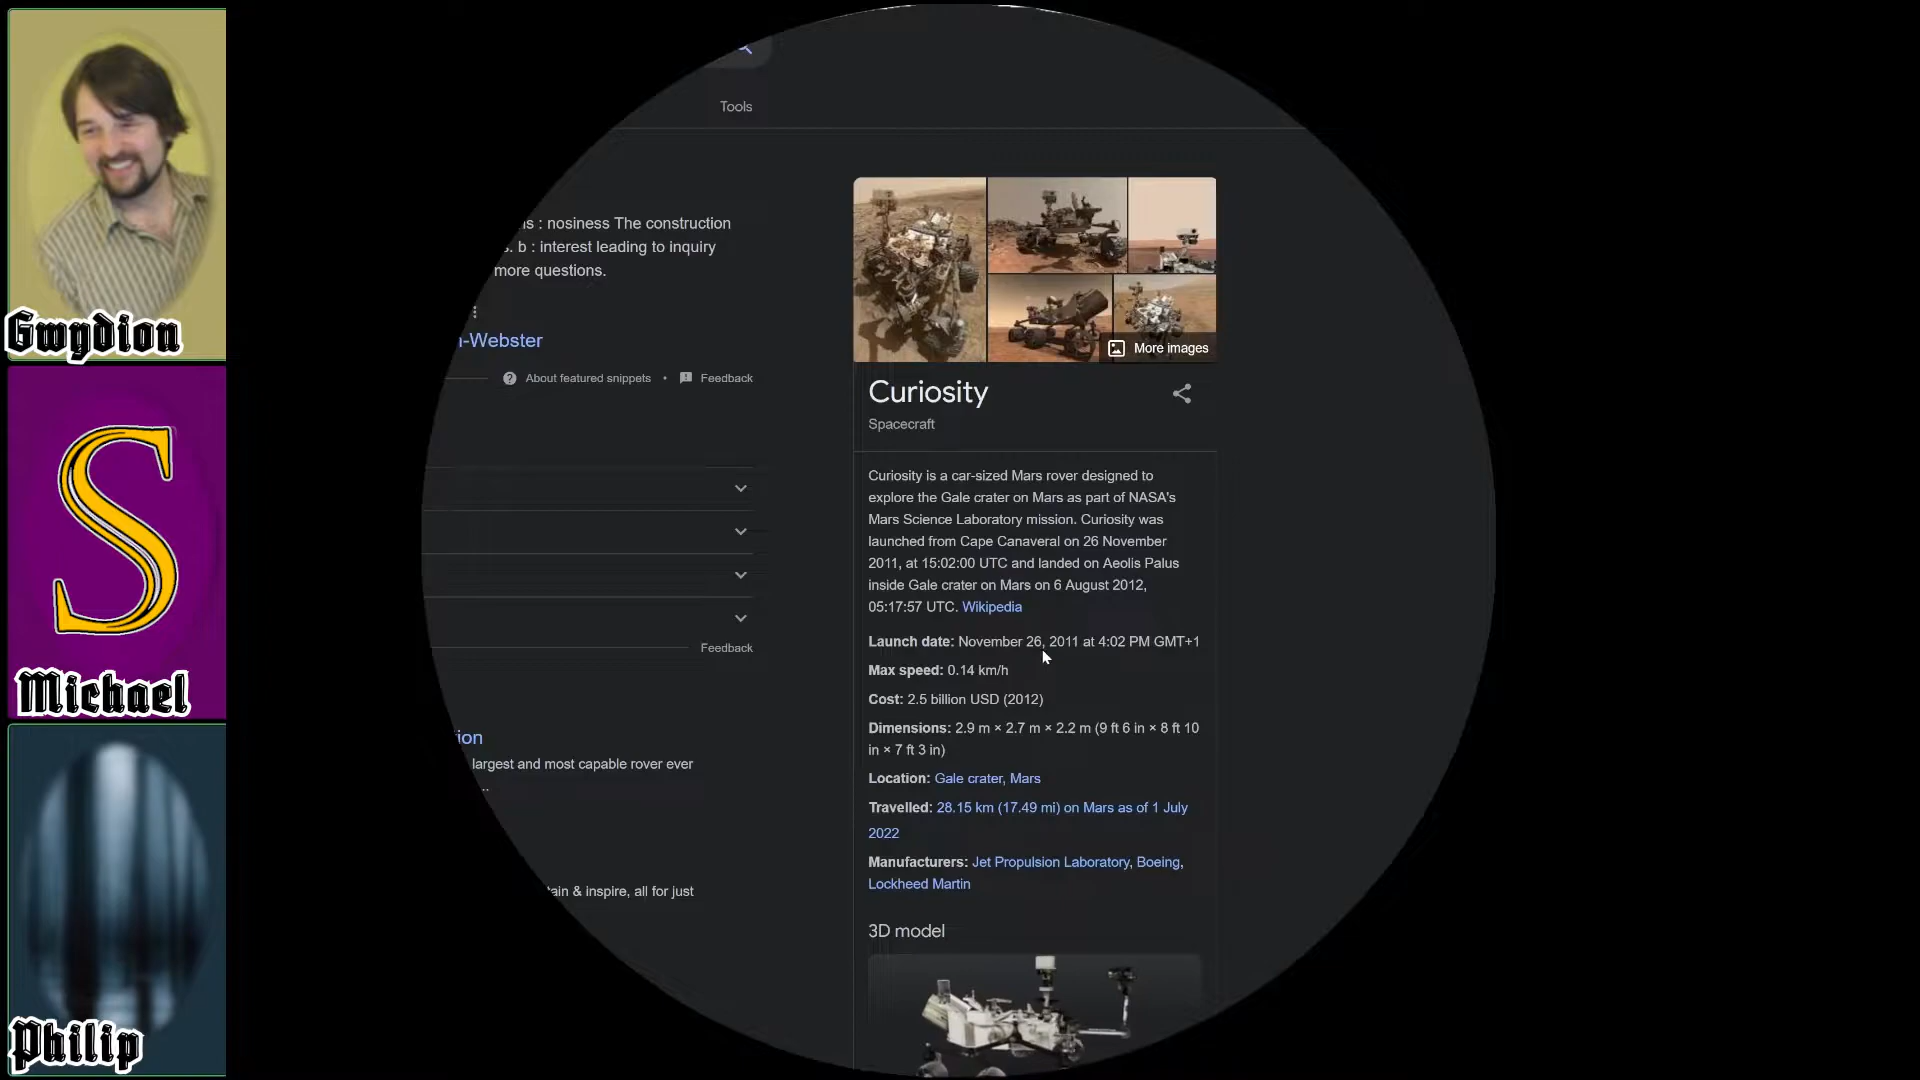 Gwydion
S
Michael
Philip
Tools
: nosiness The construction
b : interest leading to inquiry
more questions.
-Webster
About featured snippets • Feedback
Feedback
largest and most capable rover ever
& inspire, all for just
More images
Curiosity
Spacecraft
Curiosity is a car-sized Mars rover designed to
explore the Gale crater on Mars as part of NASA's
Mars Science Laboratory mission. Curiosity was
launched from Cape Canaveral on 26 November
2011, at 15:02:00 UTC and landed on Aeolis Palus
inside Gale crater on Mars on 6 August 2012,
05:17:57 UTC. Wikipedia
Launch date: November 26, 2011 at 4:02 PM GMT+1
Max speed: 0.14 km/h
Cost: 2.5 billion USD (2012)
Dimensions: 2.9 m × 2.7 m × 2.2 m (9 ft 6 in × 8 ft 10
in × 7 ft 3 in)
Location: Gale crater, Mars
Travelled: 28.15 km (17.49 mi) on Mars as of 1 July
2022
Manufacturers: Jet Propulsion Laboratory, Boeing,
Lockheed Martin
3D model